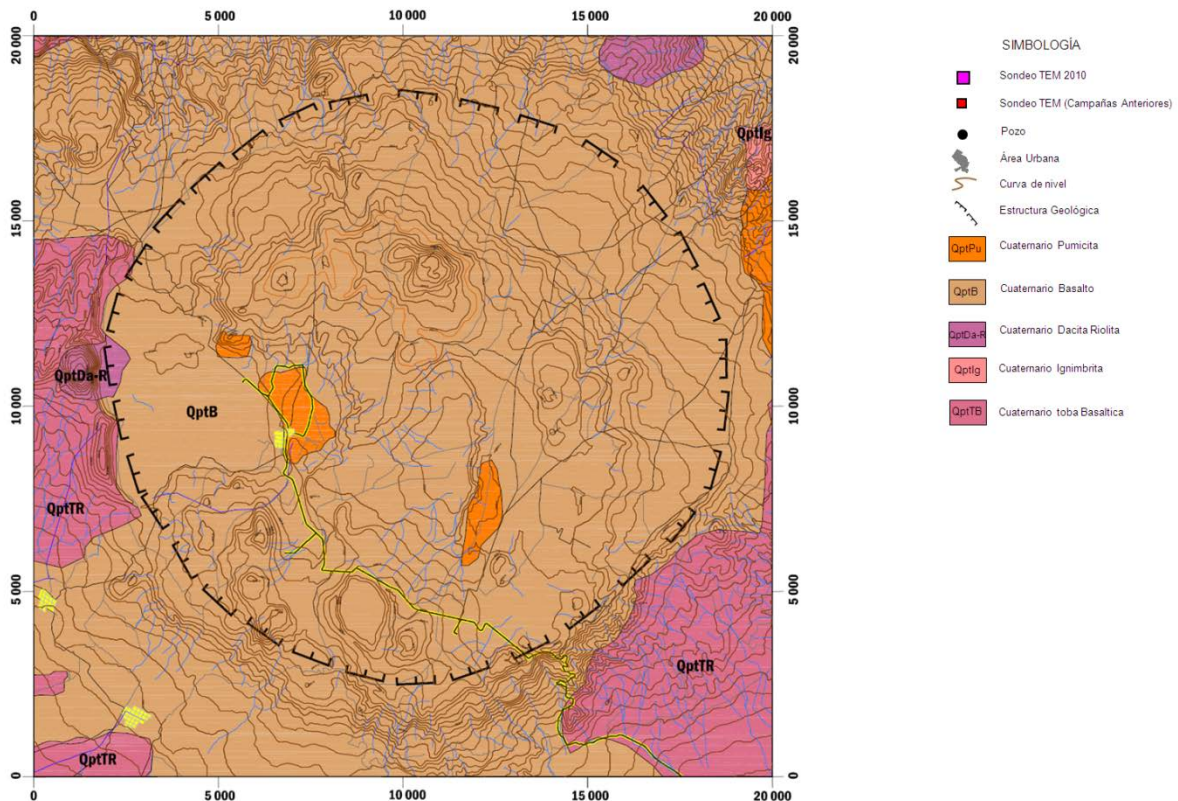 0
5 000
10 000
15 000
20 000
20 000
15 000
10 000
5 000
0
20 000
15 000
10 000
5 000
0
QptIg
QptDa-R
QptB
QptTR
QptTR
QptTR
0
5 000
10 000
15 000
20 000
SIMBOLOGÍA
Sondeo TEM 2010
Sondeo TEM (Campañas Anteriores)
Pozo
Área Urbana
Curva de nivel
Estructura Geológica
QptPu
Cuaternario Pumicita
QptB
Cuaternario Basalto
QptDa-R
Cuaternario Dacita Riolita
QptIg
Cuaternario Ignimbrita
QptTB
Cuaternario toba Basaltica